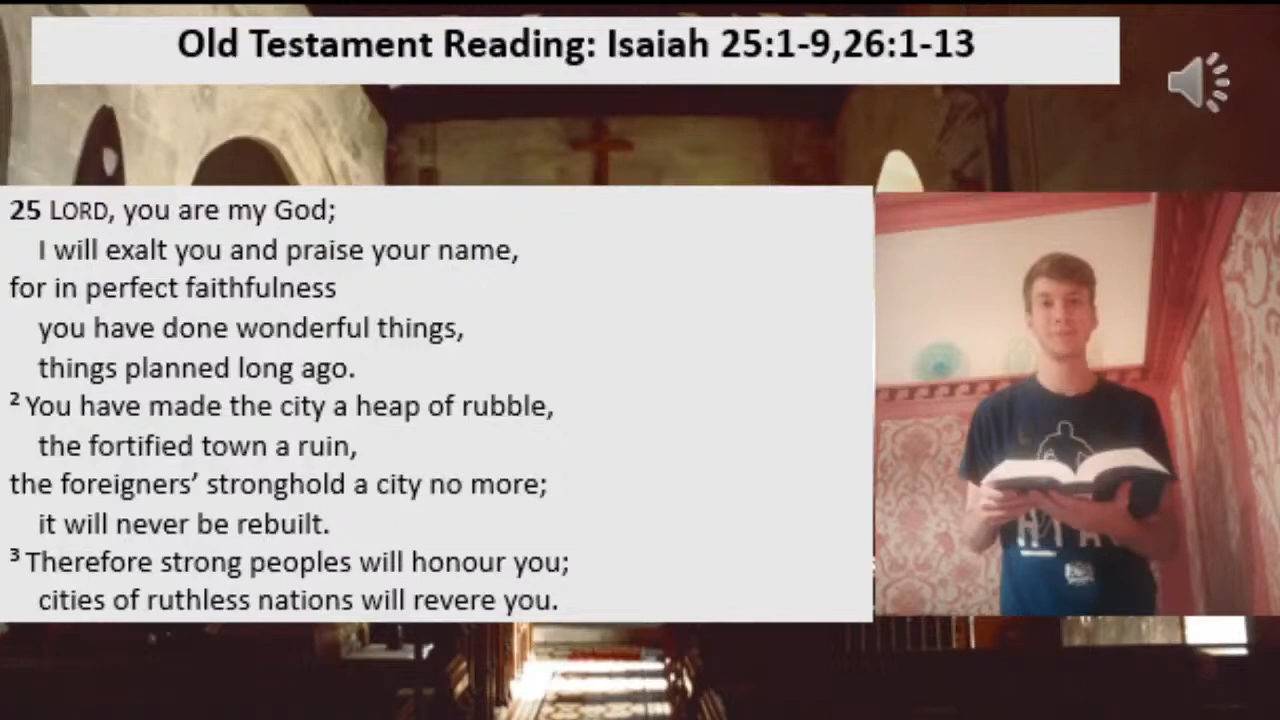 Old Testament Reading: Isaiah 25:1-9,26:1-13
25 LORD, you are my God;
I will exalt you and praise your name,
for in perfect faithfulness
you have done wonderful things,
things planned long ago.
² You have made the city a heap of rubble,
the fortified town a ruin,
the foreigners’ stronghold a city no more;
it will never be rebuilt.
³ Therefore strong peoples will honour you;
cities of ruthless nations will revere you.